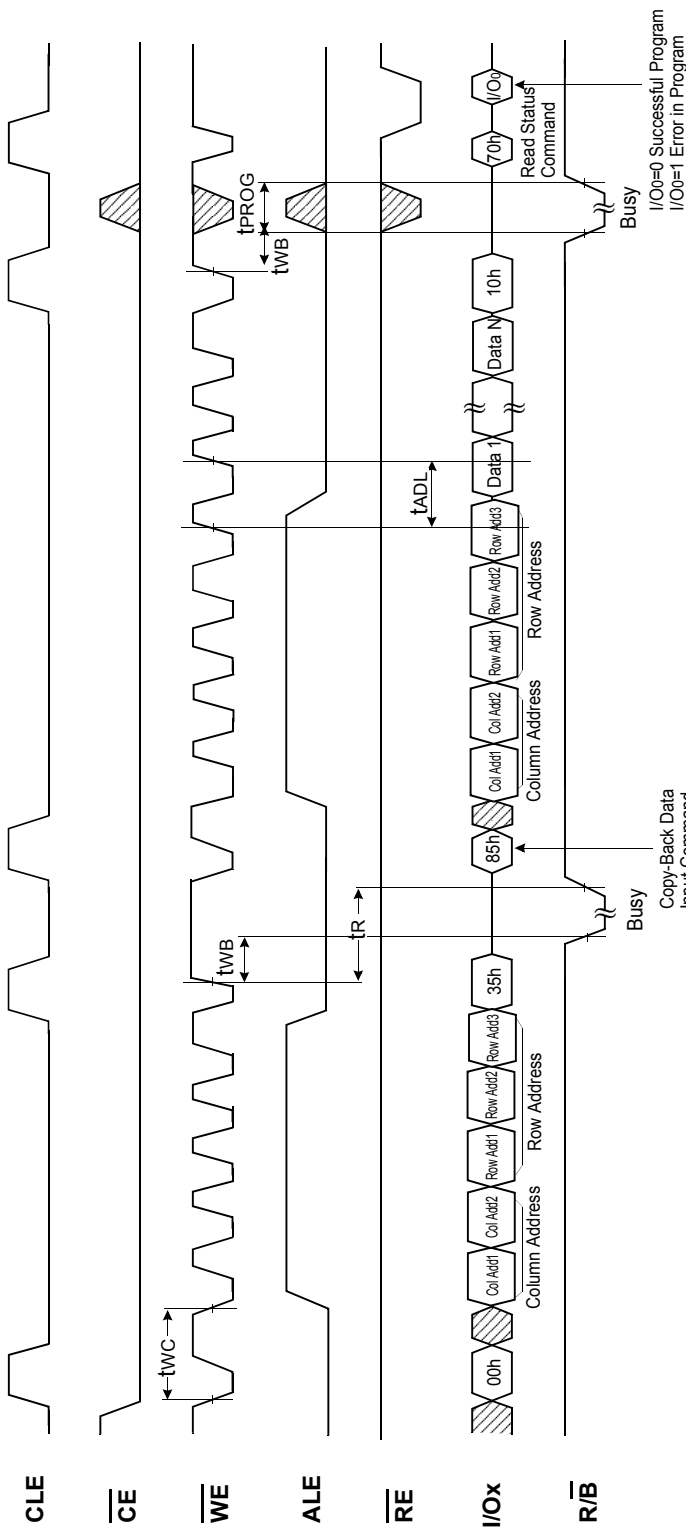 CLE
CE
WE
tWC
tWB
tADL
tWB
tPROG
ALE
tR
RE
I/Ox
00h
Col Add1
Col Add2
Row Add1
Row Add2
Row Add3
35h
85h
Col Add1
Col Add2
Row Add1
Row Add2
Row Add3
Data 1
Data N
10h
70h
I/O0
Column Address
Row Address
Column Address
Row Address
Read Status
Command
R/B
Busy
Busy
Copy-Back Data
Input Command
I/O0=0 Successful Program
I/O0=1 Error in Program